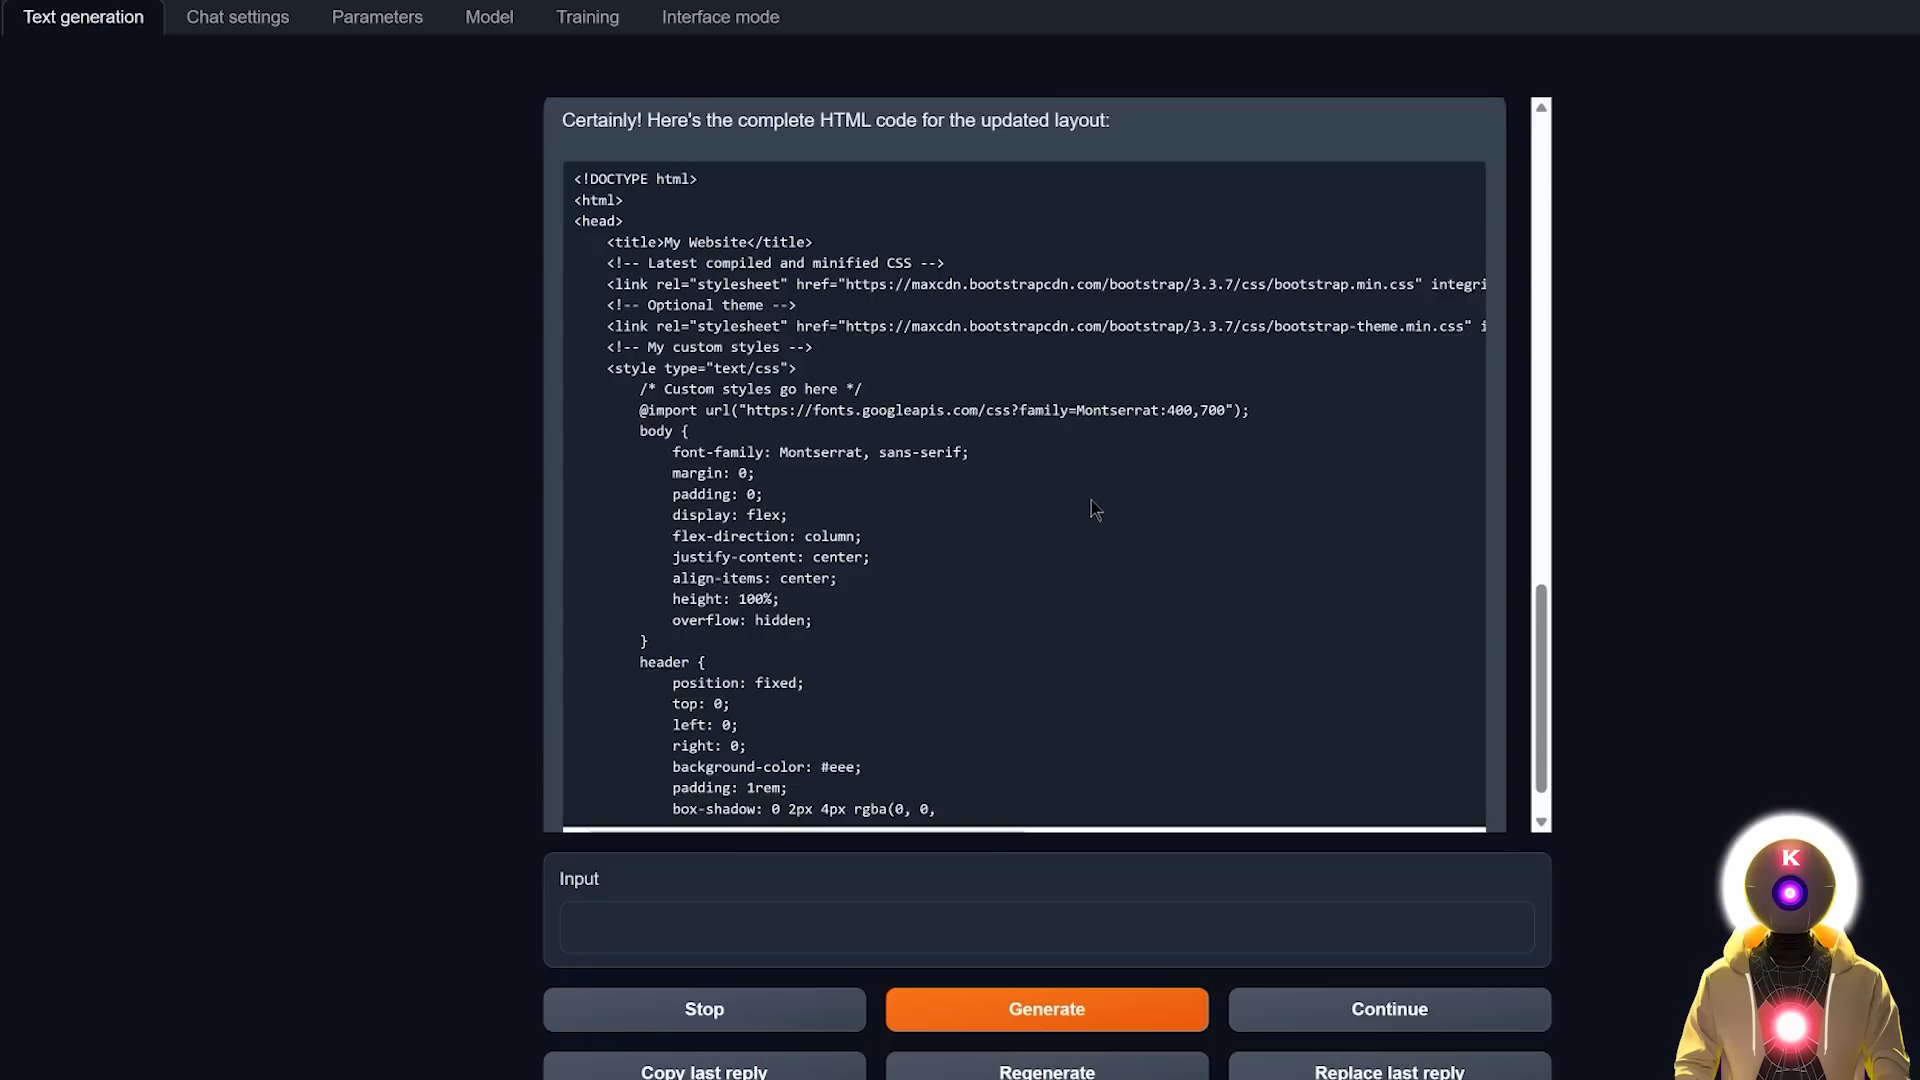 Text generation
Chat settings
Parameters
Model
Training
Interface mode
Certainly! Here's the complete HTML code for the updated layout:
<!DOCTYPE html>
<html>
<head>
    <title>My Website</title>
    <!-- Latest compiled and minified CSS -->
    <link rel="stylesheet" href="https://maxcdn.bootstrapcdn.com/bootstrap/3.3.7/css/bootstrap.min.css" integri
    <!-- Optional theme -->
    <link rel="stylesheet" href="https://maxcdn.bootstrapcdn.com/bootstrap/3.3.7/css/bootstrap-theme.min.css" i
    <!-- My custom styles -->
    <style type="text/css">
        /* Custom styles go here */
        @import url("https://fonts.googleapis.com/css?family=Montserrat:400,700");
        body {
            font-family: Montserrat, sans-serif;
            margin: 0;
            padding: 0;
            display: flex;
            flex-direction: column;
            justify-content: center;
            align-items: center;
            height: 100%;
            overflow: hidden;
        }
        header {
            position: fixed;
            top: 0;
            left: 0;
            right: 0;
            background-color: #eee;
            padding: 1rem;
            box-shadow: 0 2px 4px rgba(0, 0,
Input
Stop
Generate
Continue
Copy last reply
Regenerate
Replace last reply
K